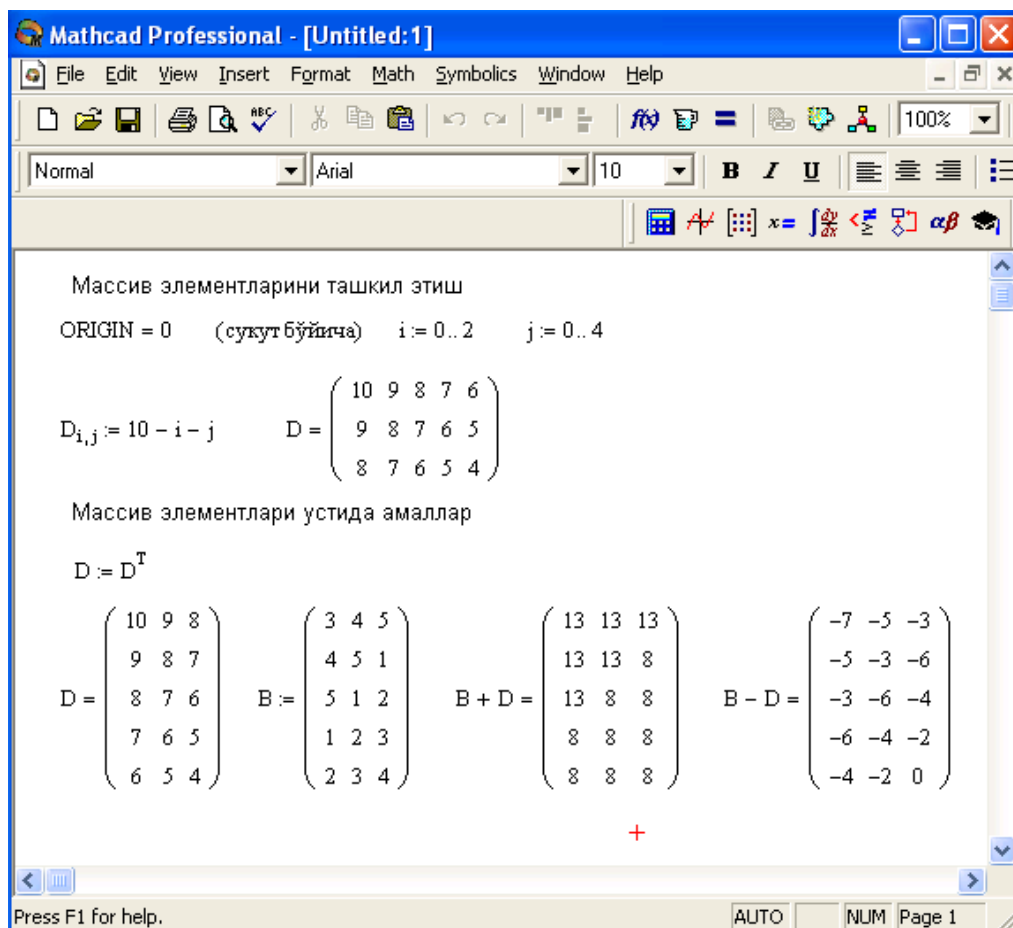 Mathcad Professional - [Untitled:1]
File Edit View Insert Format Math Symbolics Window Help
100%
Normal Arial 10 B I U
Массив элементларини ташкил этиш
ORIGIN = 0 (сукут бўйича) i := 0.. 2 j := 0.. 4
D i, j := 10 − i − j D =
10 9 8 7 6
9 8 7 6 5
8 7 6 5 4
Массив элементлари устида амаллар
D := D^T
D =
10 9 8
9 8 7
8 7 6
7 6 5
6 5 4
B :=
3 4 5
4 5 1
5 1 2
1 2 3
2 3 4
B + D =
13 13 13
13 13 8
13 8 8
8 8 8
8 8 8
B − D =
−7 −5 −3
−5 −3 −6
−3 −6 −4
−6 −4 −2
−4 −2 0
Press F1 for help. AUTO NUM Page 1